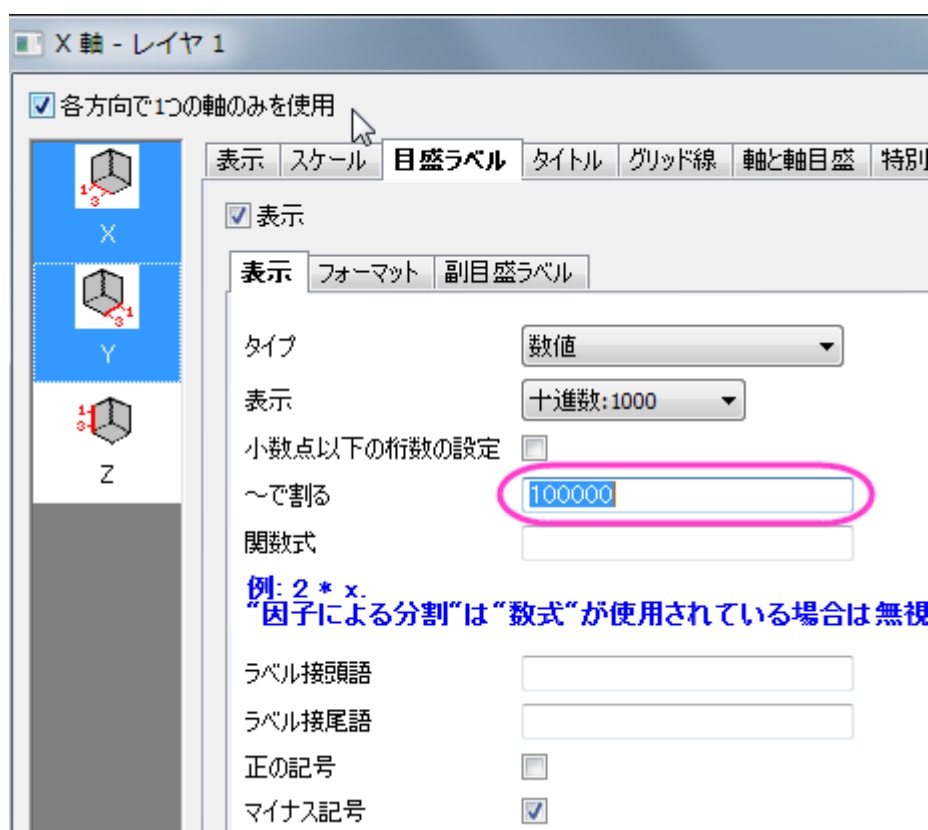 X 軸 - レイヤ 1
各方向で1つの軸のみを使用
表示 スケール 目盛ラベル タイトル グリッド線 軸と軸目盛 特別
1
3
X
表示
表示 フォーマット 副目盛ラベル
1
3
Y
タイプ 数値
表示 十進数:1000
1
3
Z
小数点以下の桁数の設定
～で割る 100000
関数式
例: 2 * x.
"因子による分割"は"数式"が使用されている場合は無視
ラベル接頭語
ラベル接尾語
正の記号
マイナス記号